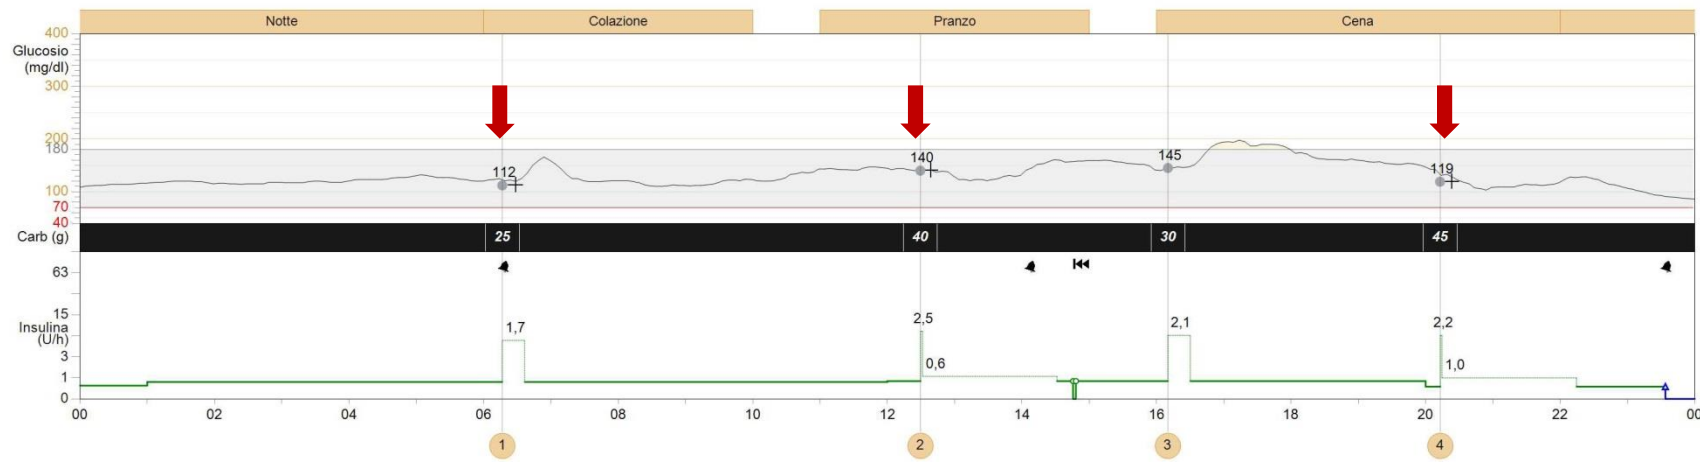 Notte Colazione Pranzo Cena
400
Glucosio
(mg/dl)
300
200
180
145
140
112
119
100
70
40
Carb (g) 25 40 30 45
63
15
Insulina
(U/h)
2,5
2,1
2,2
1,7
3
0,6
1,0
1
0
00 02 04 06 08 10 12 14 16 18 20 22 00
1 2 3 4